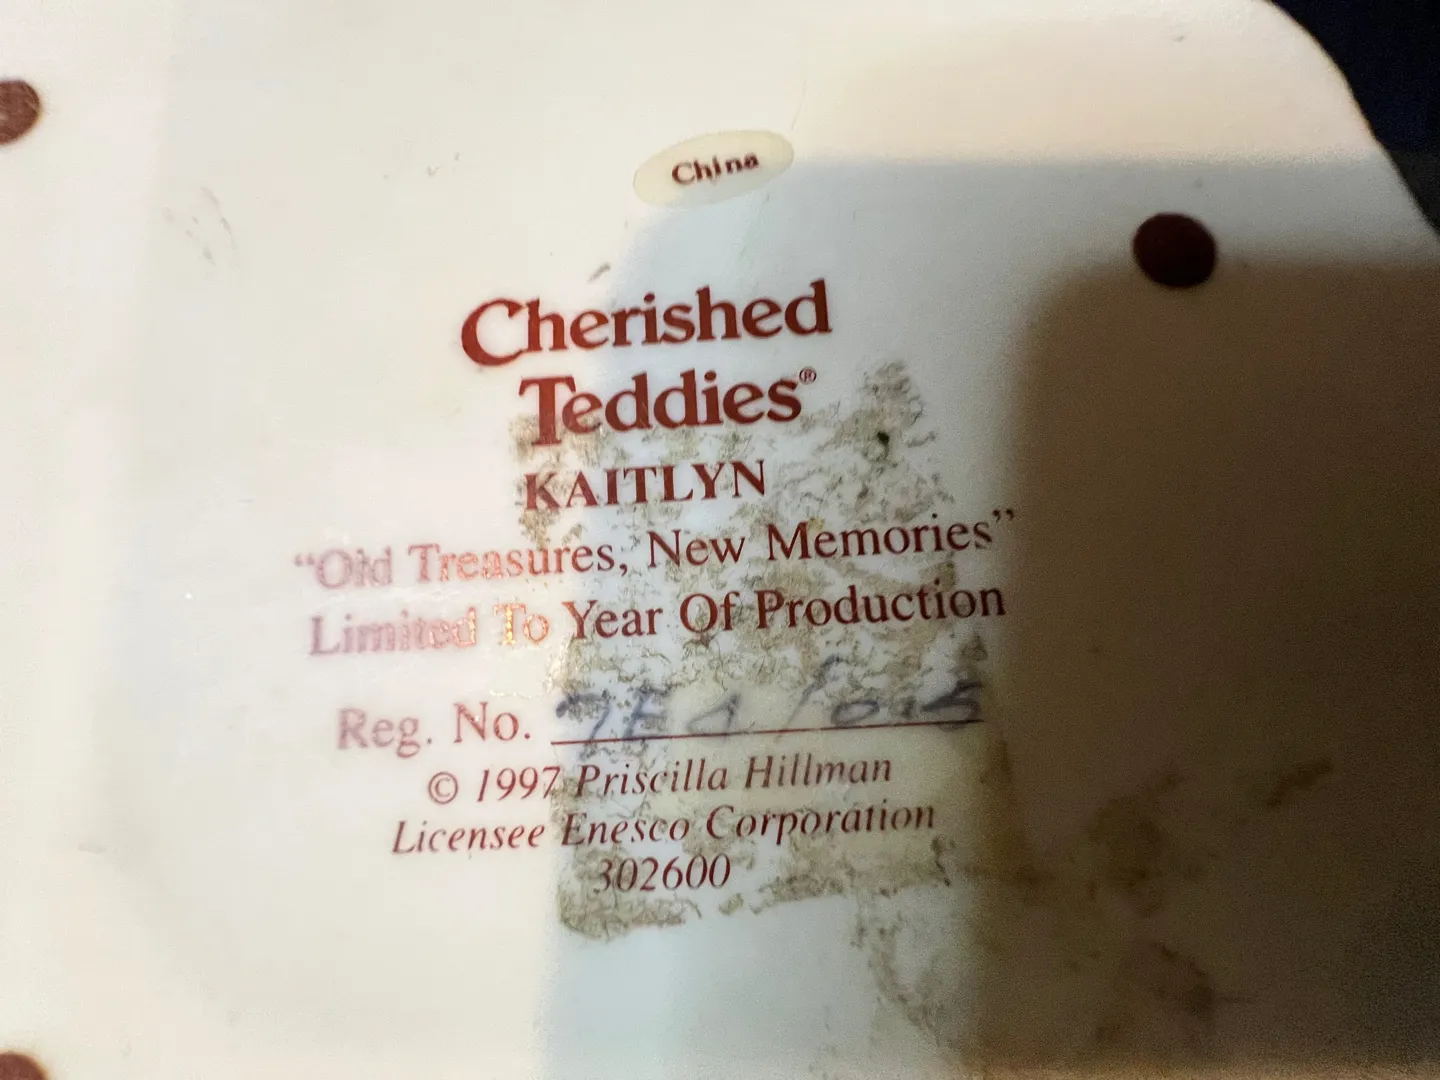 China
Cherished
Teddies®
KAITLYN
“Old Treasures, New Memories”
Limited To Year Of Production
Reg. No.
© 1997 Priscilla Hillman
Licensee Enesco Corporation
302600